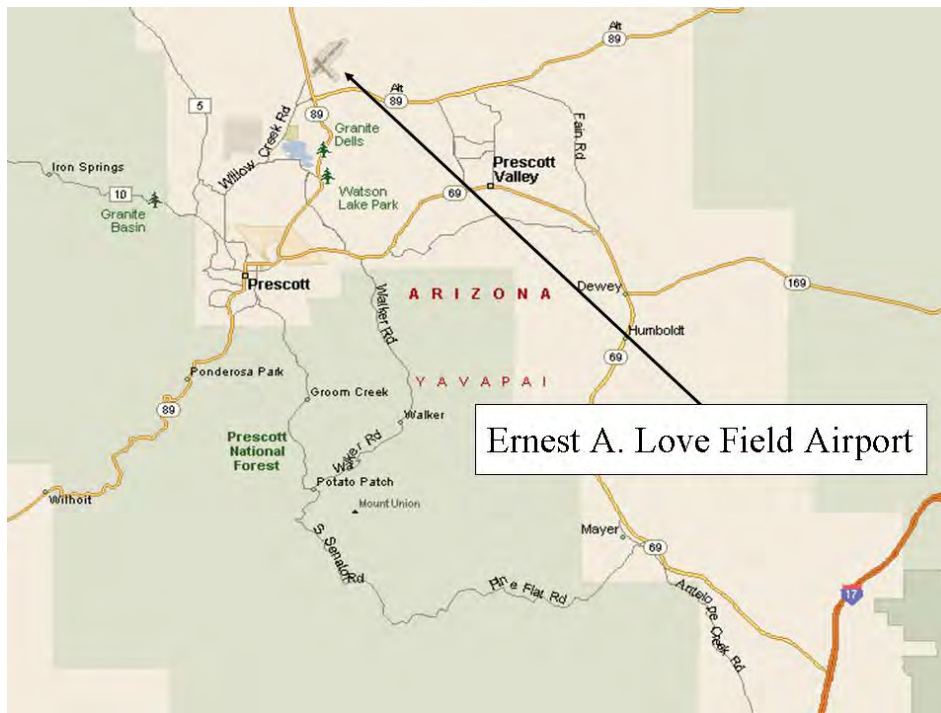 Alt
89
Alt
89
89
5
Willow Creek Rd
Granite
Dells
Fain Rd
Iron Springs
10
Granite
Basin
Watson
Lake Park
69
Prescott
Valley
Prescott
Walker Rd
ARIZONA
Dewey
169
Humboldt
69
Ponderosa Park
YAVAPAI
89
Groom Creek
Walker
Ernest A. Love Field Airport
Prescott
National
Forest
Walker Rd
Potato Patch
Wilhoit
Mount Union
S Senator Rd
Mayer
69
Pine Flat Rd
Antelope Creek Rd
17